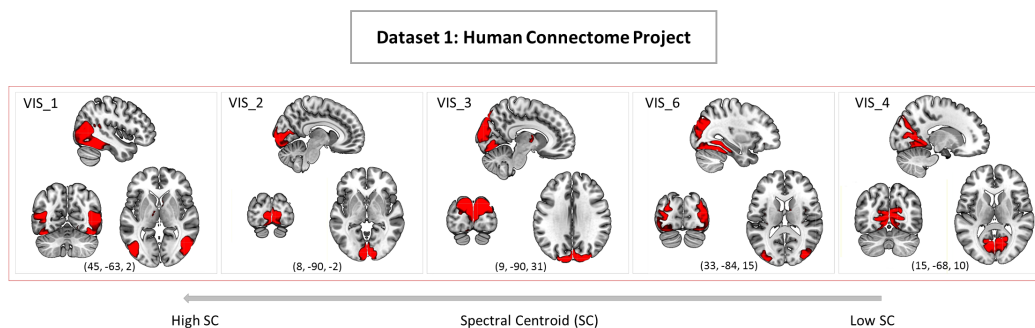 Dataset 1: Human Connectome Project
VIS_1
VIS_2
VIS_3
VIS_6
VIS_4
(45, -63, 2)
(8, -90, -2)
(9, -90, 31)
(33, -84, 15)
(15, -68, 10)
High SC
Spectral Centroid (SC)
Low SC